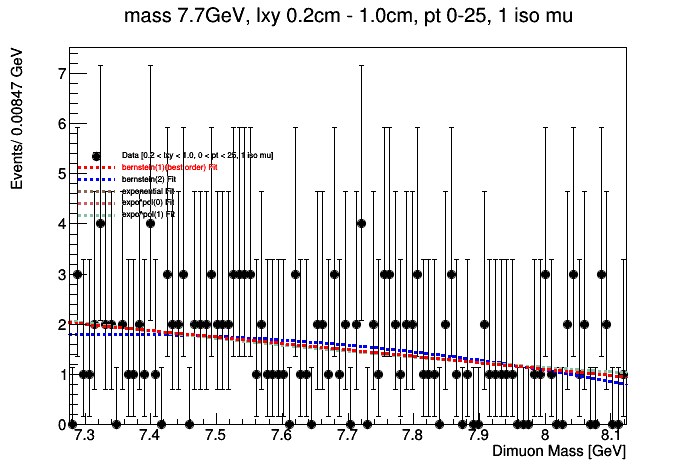 mass 7.7GeV, lxy 0.2cm - 1.0cm, pt 0-25, 1 iso mu
Events/ 0.00847 GeV
7
6
5
4
3
2
1
0
Data [0.2 < lxy < 1.0, 0 < pt < 25, 1 iso mu]
bernstein(1)(best order) Fit
bernstein(2) Fit
exponential Fit
expo*pol(0) Fit
expo*pol(1) Fit
7.3 7.4 7.5 7.6 7.7 7.8 7.9 8 8.1
Dimuon Mass [GeV]